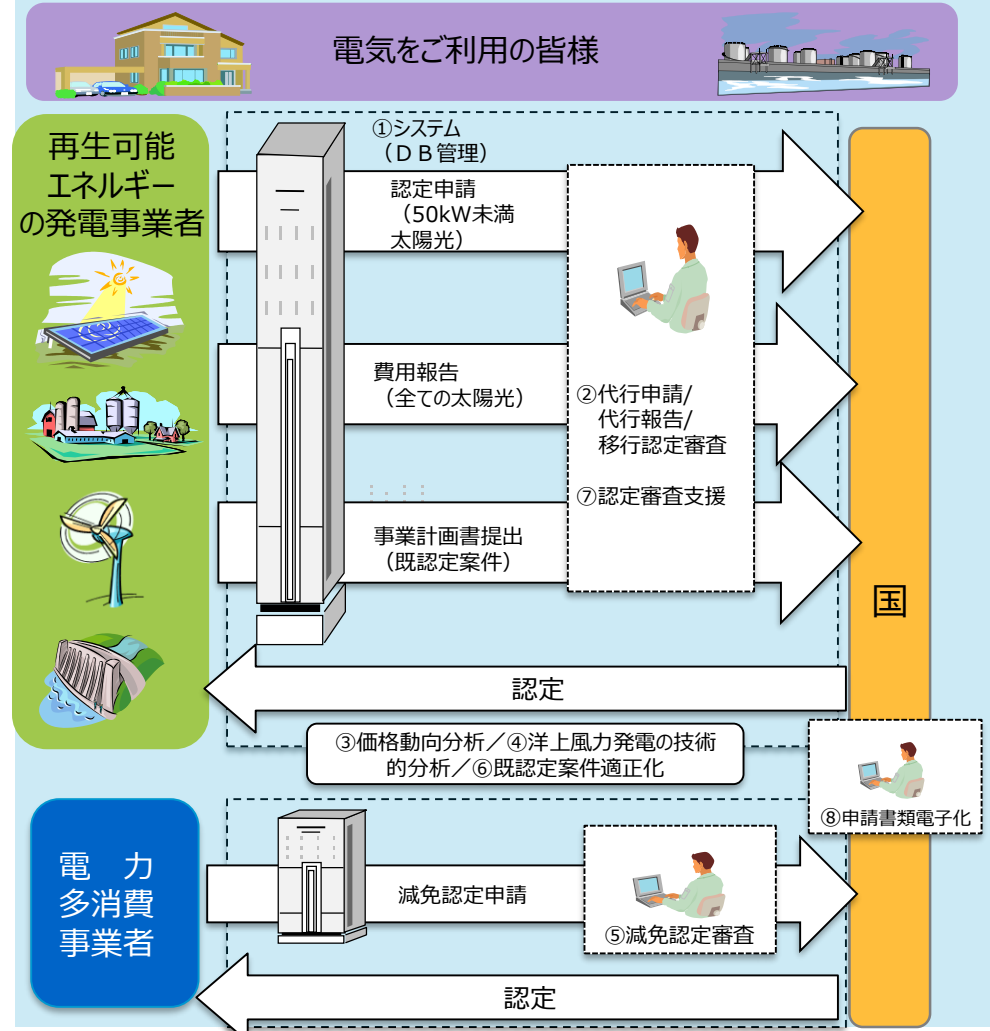 電気をご利用の皆様
再生可能
エネルギー
の発電事業者
①システム
（ＤＢ管理）
認定申請
（50kW未満
太陽光）
費用報告
（全ての太陽光）
②代行申請/
代行報告/
移行認定審査
⑦認定審査支援
事業計画書提出
（既認定案件）
国
認定
③価格動向分析／④洋上風力発電の技術
的分析／⑥既認定案件適正化
⑧申請書類電子化
電　力
多消費
事業者
減免認定申請
⑤減免認定審査
認定